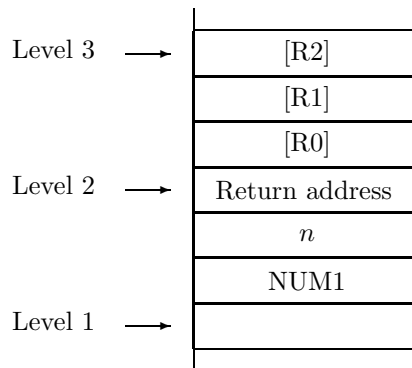 Level 3 [R2]
[R1]
[R0]
Level 2 Return address
n
NUM1
Level 1